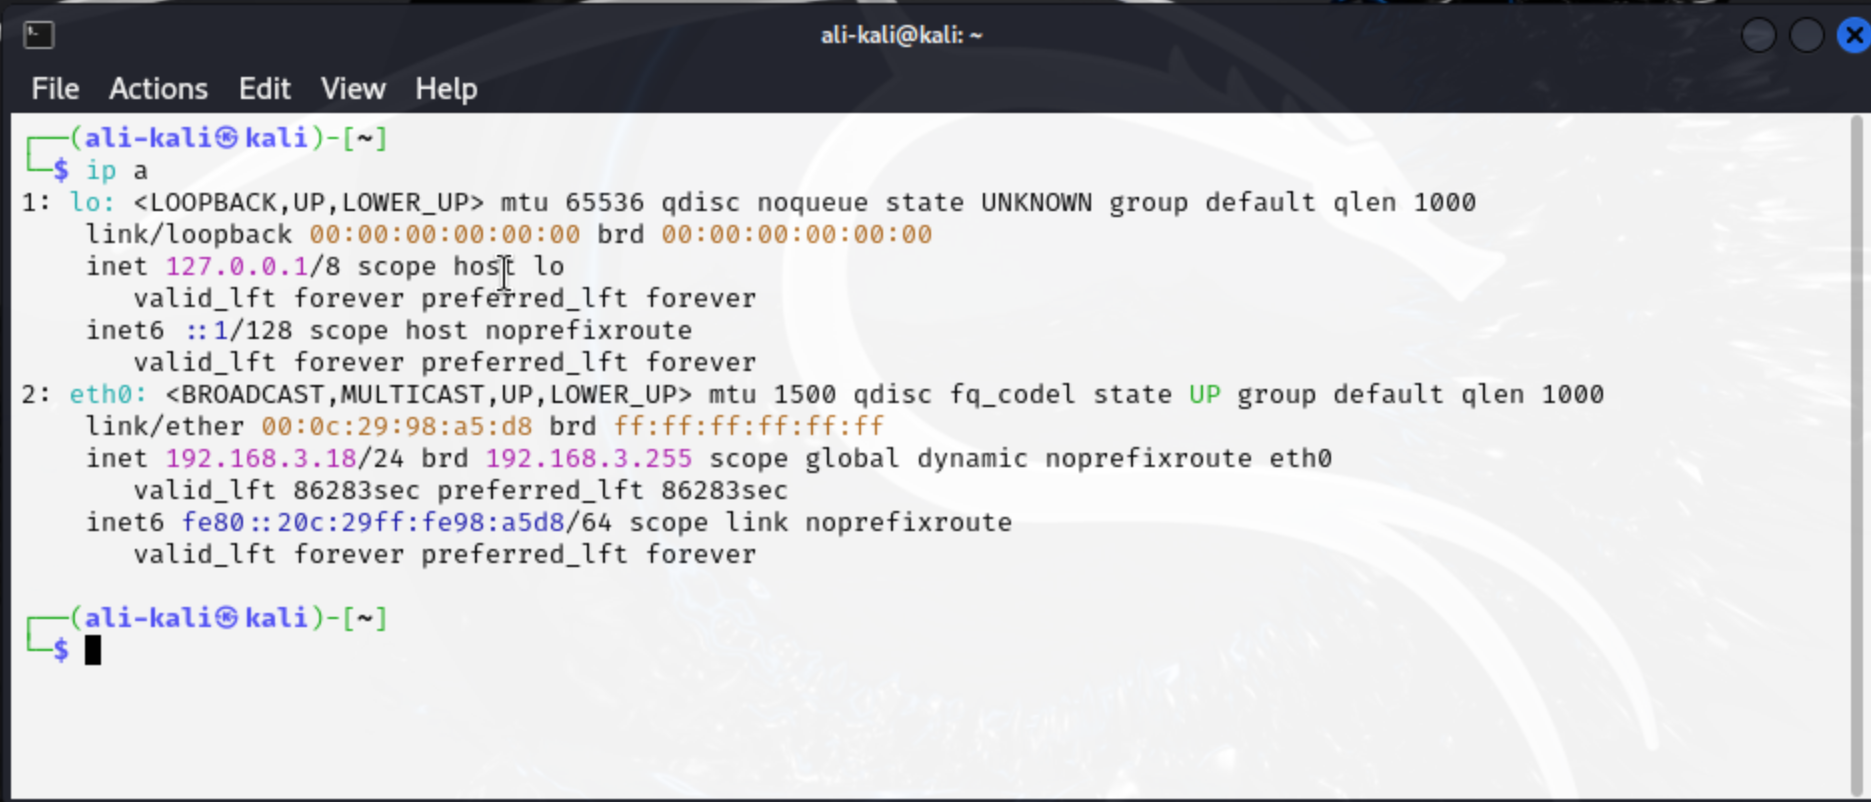 ali-kali@kali: ~
File Actions Edit View Help
┌──(ali-kali㉿kali)-[~]
└─$ ip a
1: lo: <LOOPBACK,UP,LOWER_UP> mtu 65536 qdisc noqueue state UNKNOWN group default qlen 1000
    link/loopback 00:00:00:00:00:00 brd 00:00:00:00:00:00
    inet 127.0.0.1/8 scope host lo
       valid_lft forever preferred_lft forever
    inet6 ::1/128 scope host noprefixroute
       valid_lft forever preferred_lft forever
2: eth0: <BROADCAST,MULTICAST,UP,LOWER_UP> mtu 1500 qdisc fq_codel state UP group default qlen 1000
    link/ether 00:0c:29:98:a5:d8 brd ff:ff:ff:ff:ff:ff
    inet 192.168.3.18/24 brd 192.168.3.255 scope global dynamic noprefixroute eth0
       valid_lft 86283sec preferred_lft 86283sec
    inet6 fe80::20c:29ff:fe98:a5d8/64 scope link noprefixroute
       valid_lft forever preferred_lft forever
┌──(ali-kali㉿kali)-[~]
└─$